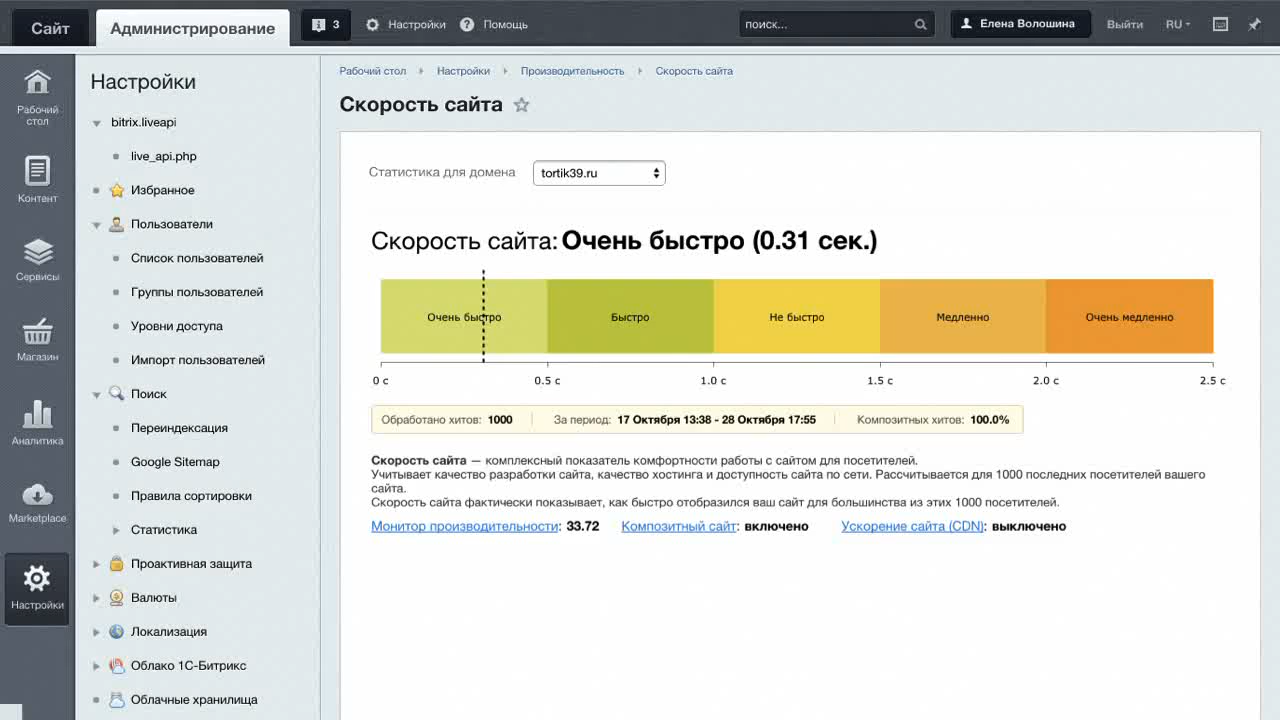 Сайт
Администрирование
3
Настройки
Помощь
поиск...
Елена Волошина
Выйти
RU
Рабочий
стол
Контент
Сервисы
Магазин
Аналитика
Marketplace
Настройки
Настройки
bitrix.liveapi
live_api.php
Избранное
Пользователи
Список пользователей
Группы пользователей
Уровни доступа
Импорт пользователей
Поиск
Переиндексация
Google Sitemap
Правила сортировки
Статистика
Проактивная защита
Валюты
Локализация
Облако 1С-Битрикс
Облачные хранилища
Рабочий стол Настройки Производительность Скорость сайта
Скорость сайта
Статистика для домена tortik39.ru
Скорость сайта: Очень быстро (0.31 сек.)
Очень быстро Быстро Не быстро Медленно Очень медленно
0 с 0.5 с 1.0 с 1.5 с 2.0 с 2.5 с
Обработано хитов: 1000 За период: 17 Октября 13:38 - 28 Октября 17:55 Композитных хитов: 100.0%
Скорость сайта — комплексный показатель комфортности работы с сайтом для посетителей.
Учитывает качество разработки сайта, качество хостинга и доступность сайта по сети. Рассчитывается для 1000 последних посетителей вашего
сайта.
Скорость сайта фактически показывает, как быстро отобразился ваш сайт для большинства из этих 1000 посетителей.
Монитор производительности: 33.72 Композитный сайт: включено Ускорение сайта (CDN): выключено